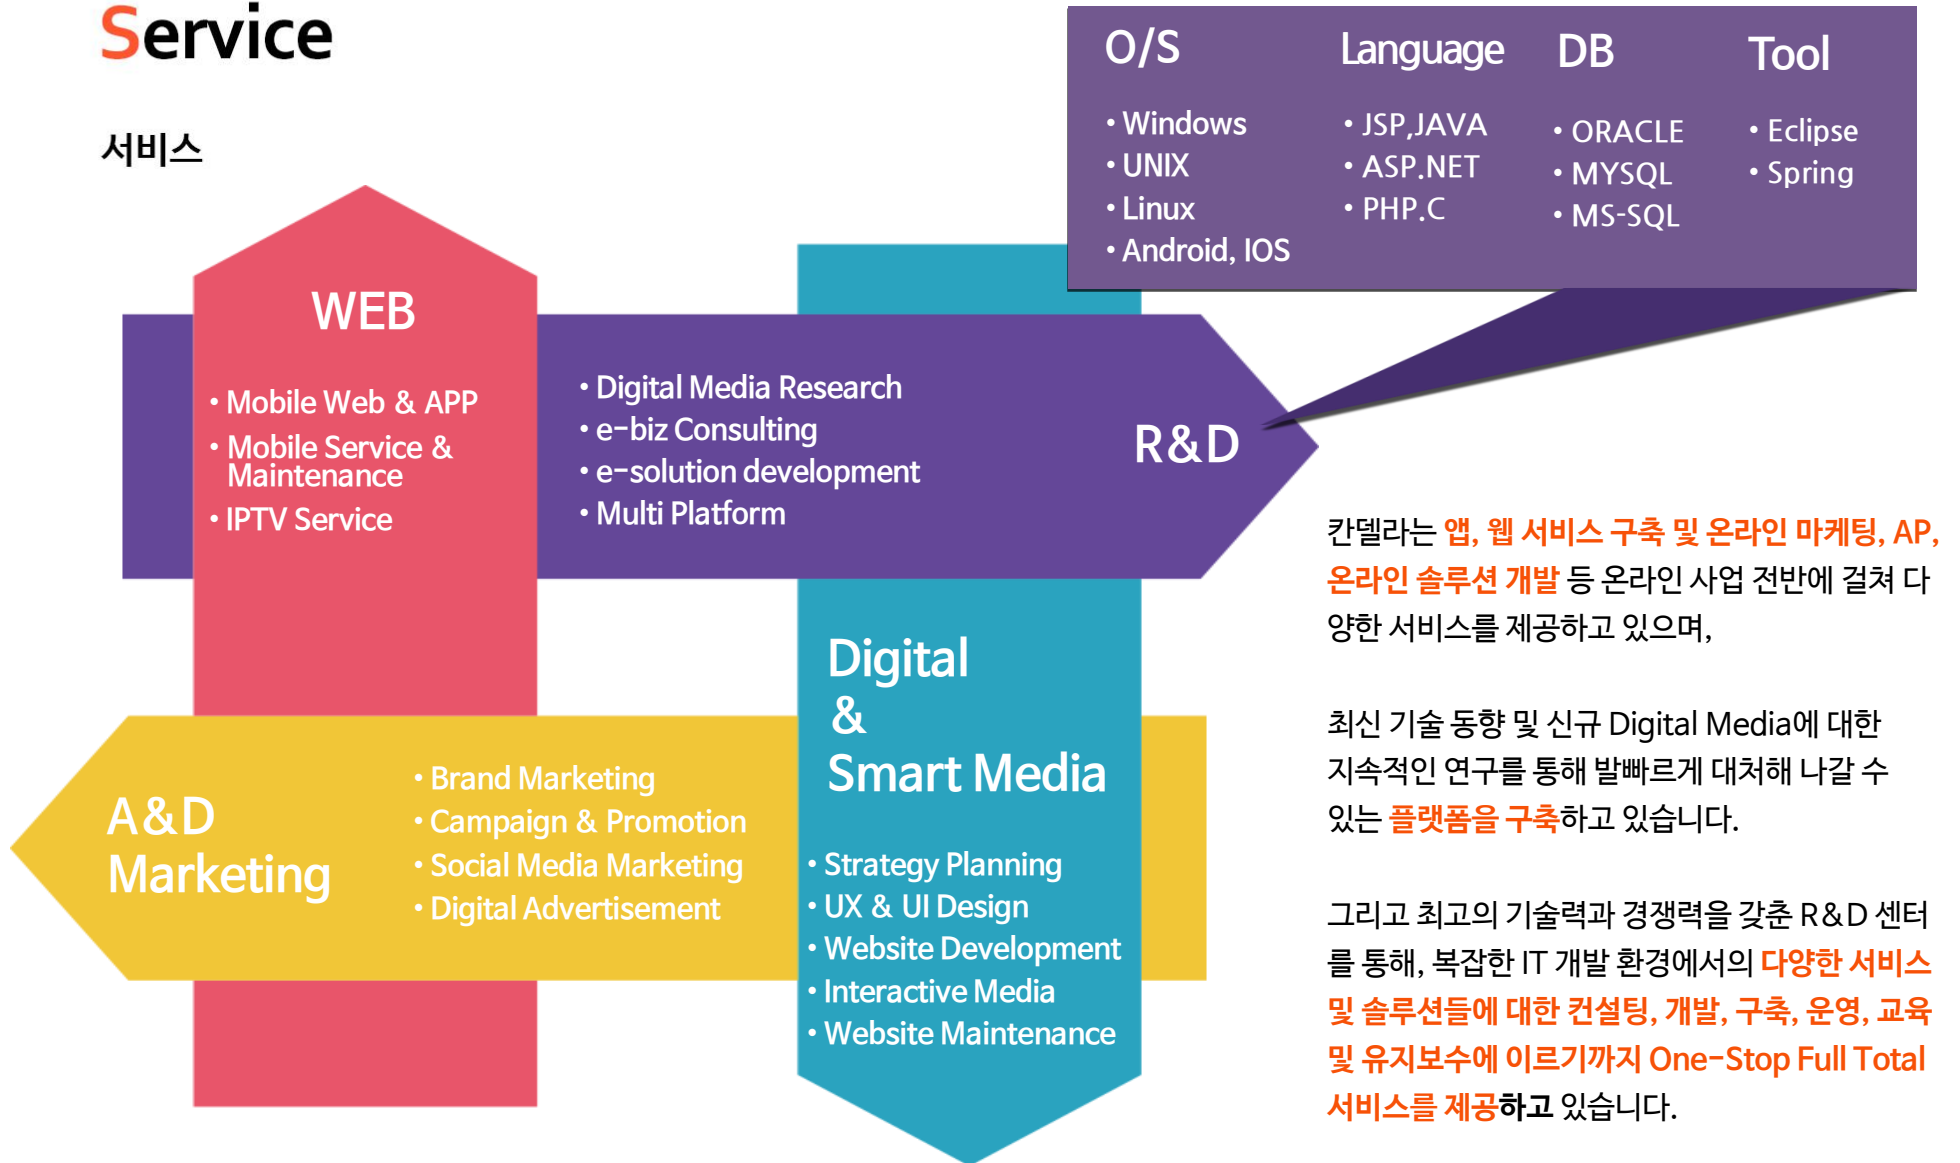 Service
서비스
O/S
• Windows
• UNIX
• Linux
• Android, IOS
Language
• JSP,JAVA
• ASP.NET
• PHP.C
DB
• ORACLE
• MYSQL
• MS-SQL
Tool
• Eclipse
• Spring
WEB
• Mobile Web & APP
• Mobile Service &
Maintenance
• IPTV Service
• Digital Media Research
• e-biz Consulting
• e-solution development
• Multi Platform
R&D
A&D
Marketing
• Brand Marketing
• Campaign & Promotion
• Social Media Marketing
• Digital Advertisement
Digital
&
Smart Media
• Strategy Planning
• UX & UI Design
• Website Development
• Interactive Media
• Website Maintenance
칸델라는 앱, 웹 서비스 구축 및 온라인 마케팅, AP,
온라인 솔루션 개발 등 온라인 사업 전반에 걸쳐 다
양한 서비스를 제공하고 있으며,
최신 기술 동향 및 신규 Digital Media에 대한
지속적인 연구를 통해 발빠르게 대처해 나갈 수
있는 플랫폼을 구축하고 있습니다.
그리고 최고의 기술력과 경쟁력을 갖춘 R&D 센터
를 통해, 복잡한 IT 개발 환경에서의 다양한 서비스
및 솔루션들에 대한 컨설팅, 개발, 구축, 운영, 교육
및 유지보수에 이르기까지 One-Stop Full Total
서비스를 제공하고 있습니다.